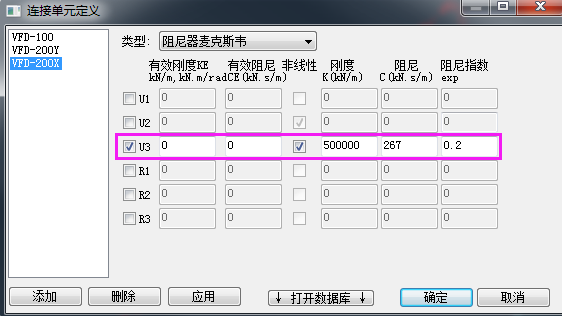 连接单元定义
VFD-100
VFD-200Y
VFD-200X
类型: 阻尼器麦克斯韦
有效刚度KE 有效阻尼 非线性 刚度 阻尼 阻尼指数
kN/m,kN.m/radCE(kN.s/m) K(kN/m) C(kN.s/m) exp
U1 0 0 0 0 0
U2 0 0 0 0 0
U3 0 0 500000 267 0.2
R1 0 0 0 0 0
R2 0 0 0 0 0
R3 0 0 0 0 0
添加 删除 应用 ↓ 打开数据库 ↓ 确定 取消